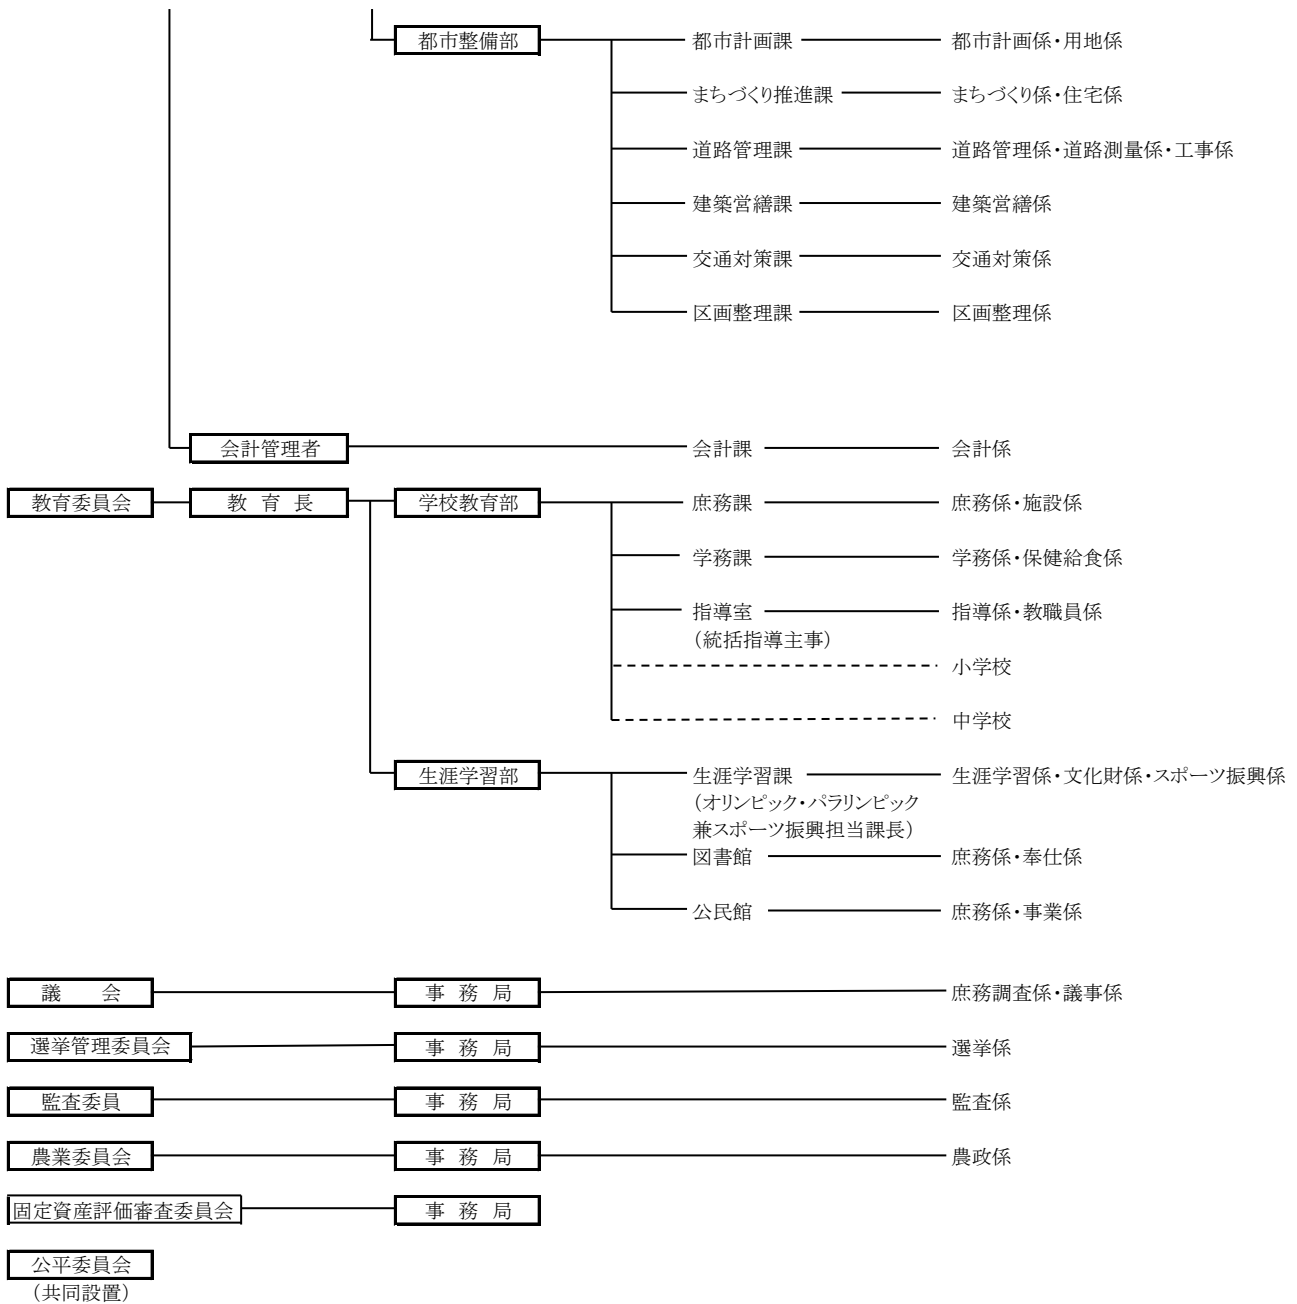 都市整備部 都市計画課 都市計画係・用地係
まちづくり推進課 まちづくり係・住宅係
道路管理課 道路管理係・道路測量係・工事係
建築営繕課 建築営繕係
交通対策課 交通対策係
区画整理課 区画整理係
会計管理者 会計課 会計係
教育委員会 教育長 学校教育部 庶務課 庶務係・施設係
学務課 学務係・保健給食係
指導室 指導係・教職員係
（統括指導主事）
小学校
中学校
生涯学習部 生涯学習課 生涯学習係・文化財係・スポーツ振興係
（オリンピック・パラリンピック
兼スポーツ振興担当課長）
図書館 庶務係・奉仕係
公民館 庶務係・事業係
議会 事務局 庶務調査係・議事係
選挙管理委員会 事務局 選挙係
監査委員 事務局 監査係
農業委員会 事務局 農政係
固定資産評価審査委員会 事務局
公平委員会
（共同設置）